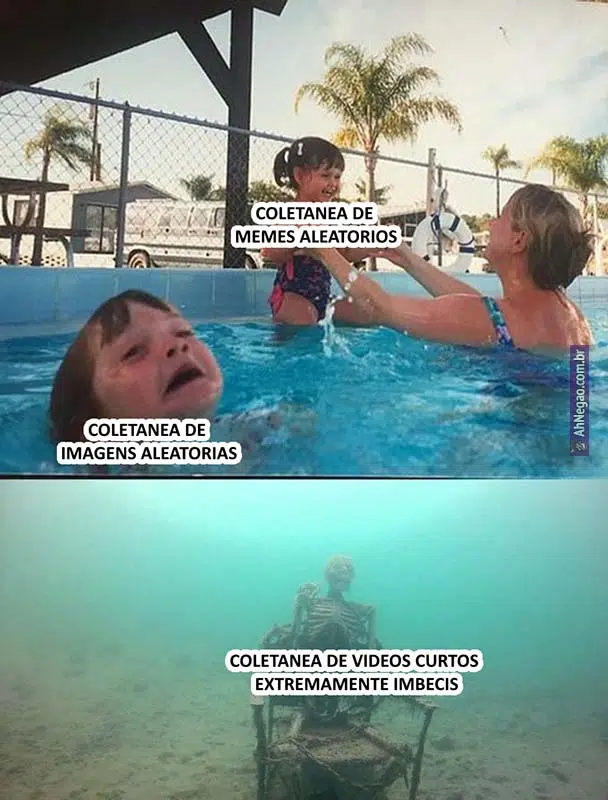 COLETANEA DE
MEMES ALEATORIOS
COLETANEA DE
IMAGENS ALEATORIAS
AhNegao.com.br
COLETANEA DE VIDEOS CURTOS
EXTREMAMENTE IMBECIS